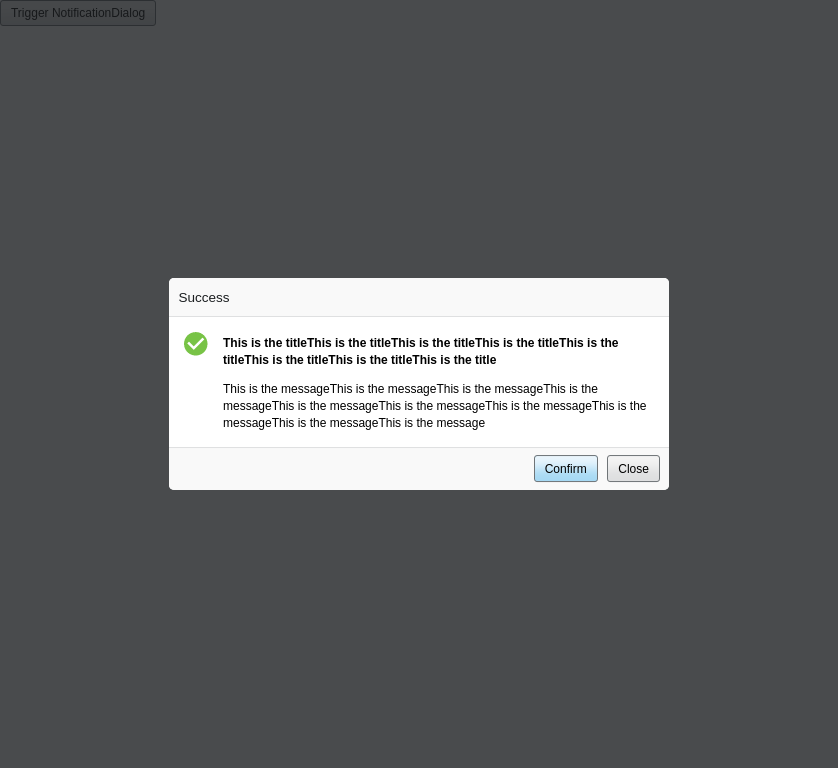 Trigger NotificationDialog
Success
This is the titleThis is the titleThis is the titleThis is the titleThis is the
titleThis is the titleThis is the titleThis is the title
This is the messageThis is the messageThis is the messageThis is the
messageThis is the messageThis is the messageThis is the messageThis is the
messageThis is the messageThis is the message
Confirm Close